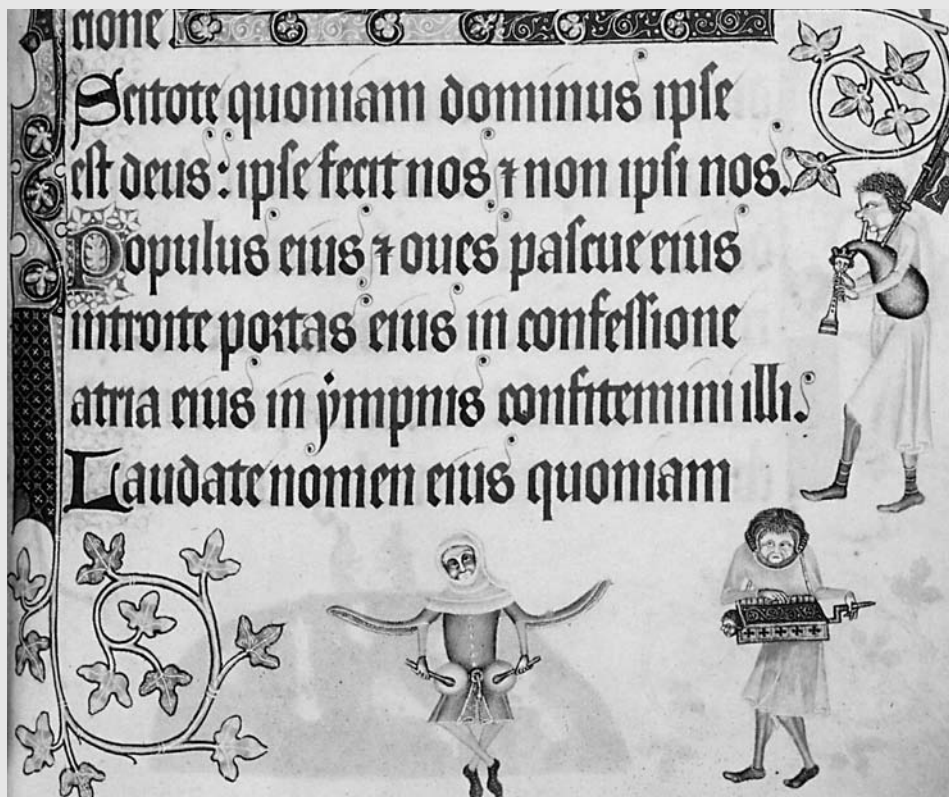 cione
Scitote quoniam dominus ipse
est deus: ipse fecit nos ⁊ non ipsi nos.
Populus eius ⁊ oues pascue eius
introite portas eius in confessione
atria eius in ẏmpnis confitemini illi.
Laudate nomen eius quoniam